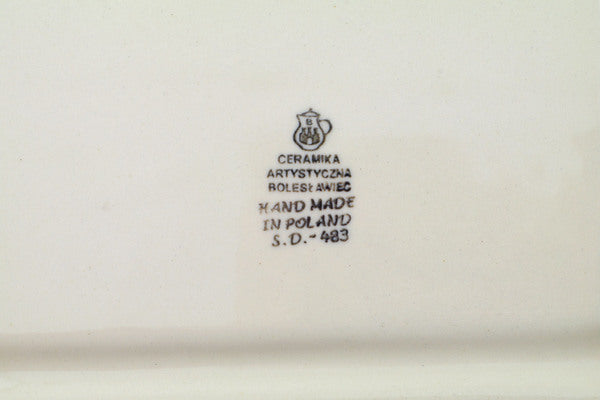 B
CERAMIKA
ARTYSTYCZNA
BOLESŁAWIEC
HAND MADE
IN POLAND
S.D.-483